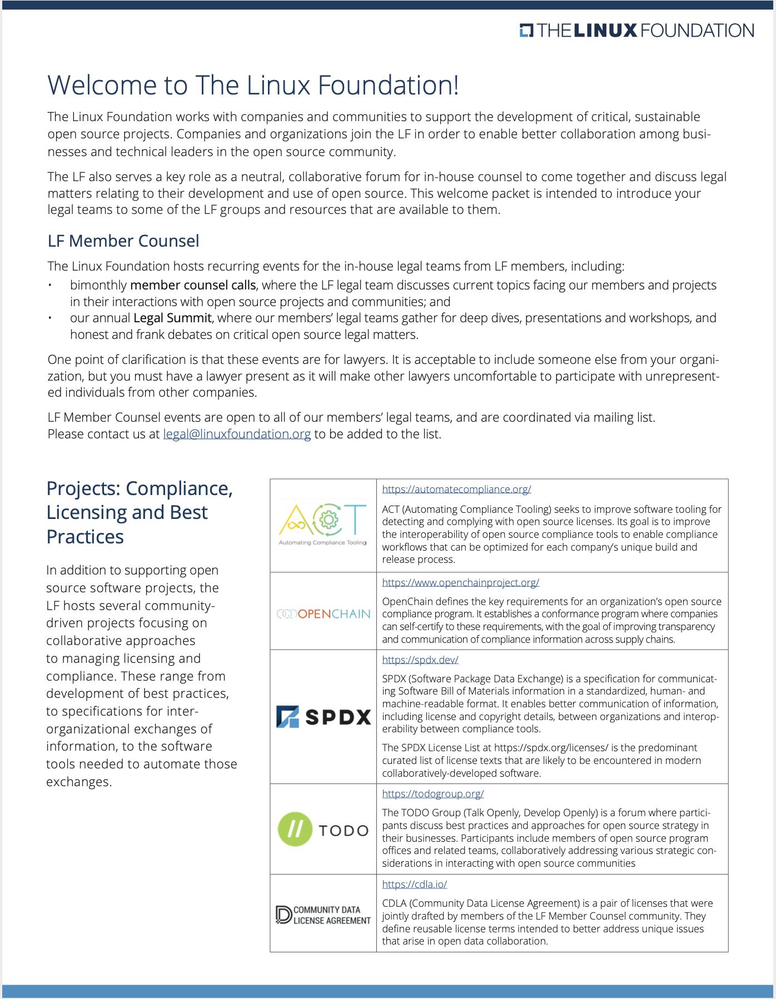 THE LINUX FOUNDATION
Welcome to The Linux Foundation!
The Linux Foundation works with companies and communities to support the development of critical, sustainable
open source projects. Companies and organizations join the LF in order to enable better collaboration among busi-
nesses and technical leaders in the open source community.
The LF also serves a key role as a neutral, collaborative forum for in-house counsel to come together and discuss legal
matters relating to their development and use of open source. This welcome packet is intended to introduce your
legal teams to some of the LF groups and resources that are available to them.
LF Member Counsel
The Linux Foundation hosts recurring events for the in-house legal teams from LF members, including:
• bimonthly member counsel calls, where the LF legal team discusses current topics facing our members and projects
in their interactions with open source projects and communities; and
• our annual Legal Summit, where our members’ legal teams gather for deep dives, presentations and workshops, and
honest and frank debates on critical open source legal matters.
One point of clarification is that these events are for lawyers. It is acceptable to include someone else from your organi-
zation, but you must have a lawyer present as it will make other lawyers uncomfortable to participate with unrepresent-
ed individuals from other companies.
LF Member Counsel events are open to all of our members’ legal teams, and are coordinated via mailing list.
Please contact us at legal@linuxfoundation.org to be added to the list.
Projects: Compliance,
Licensing and Best
Practices
In addition to supporting open
source software projects, the
LF hosts several community-
driven projects focusing on
collaborative approaches
to managing licensing and
compliance. These range from
development of best practices,
to specifications for inter-
organizational exchanges of
information, to the software
tools needed to automate those
exchanges.
ACT
Automating Compliance Tooling
https://automatecompliance.org/
ACT (Automating Compliance Tooling) seeks to improve software tooling for
detecting and complying with open source licenses. Its goal is to improve
the interoperability of open source compliance tools to enable compliance
workflows that can be optimized for each company’s unique build and
release process.
OPENCHAIN
https://www.openchainproject.org/
OpenChain defines the key requirements for an organization’s open source
compliance program. It establishes a conformance program where companies
can self-certify to these requirements, with the goal of improving transparency
and communication of compliance information across supply chains.
SPDX
https://spdx.dev/
SPDX (Software Package Data Exchange) is a specification for communicat-
ing Software Bill of Materials information in a standardized, human- and
machine-readable format. It enables better communication of information,
including license and copyright details, between organizations and interop-
erability between compliance tools.
The SPDX License List at https://spdx.org/licenses/ is the predominant
curated list of license texts that are likely to be encountered in modern
collaboratively-developed software.
TODO
https://todogroup.org/
The TODO Group (Talk Openly, Develop Openly) is a forum where partici-
pants discuss best practices and approaches for open source strategy in
their businesses. Participants include members of open source program
offices and related teams, collaboratively addressing various strategic con-
siderations in interacting with open source communities
COMMUNITY DATA
LICENSE AGREEMENT
https://cdla.io/
CDLA (Community Data License Agreement) is a pair of licenses that were
jointly drafted by members of the LF Member Counsel community. They
define reusable license terms intended to better address unique issues
that arise in open data collaboration.